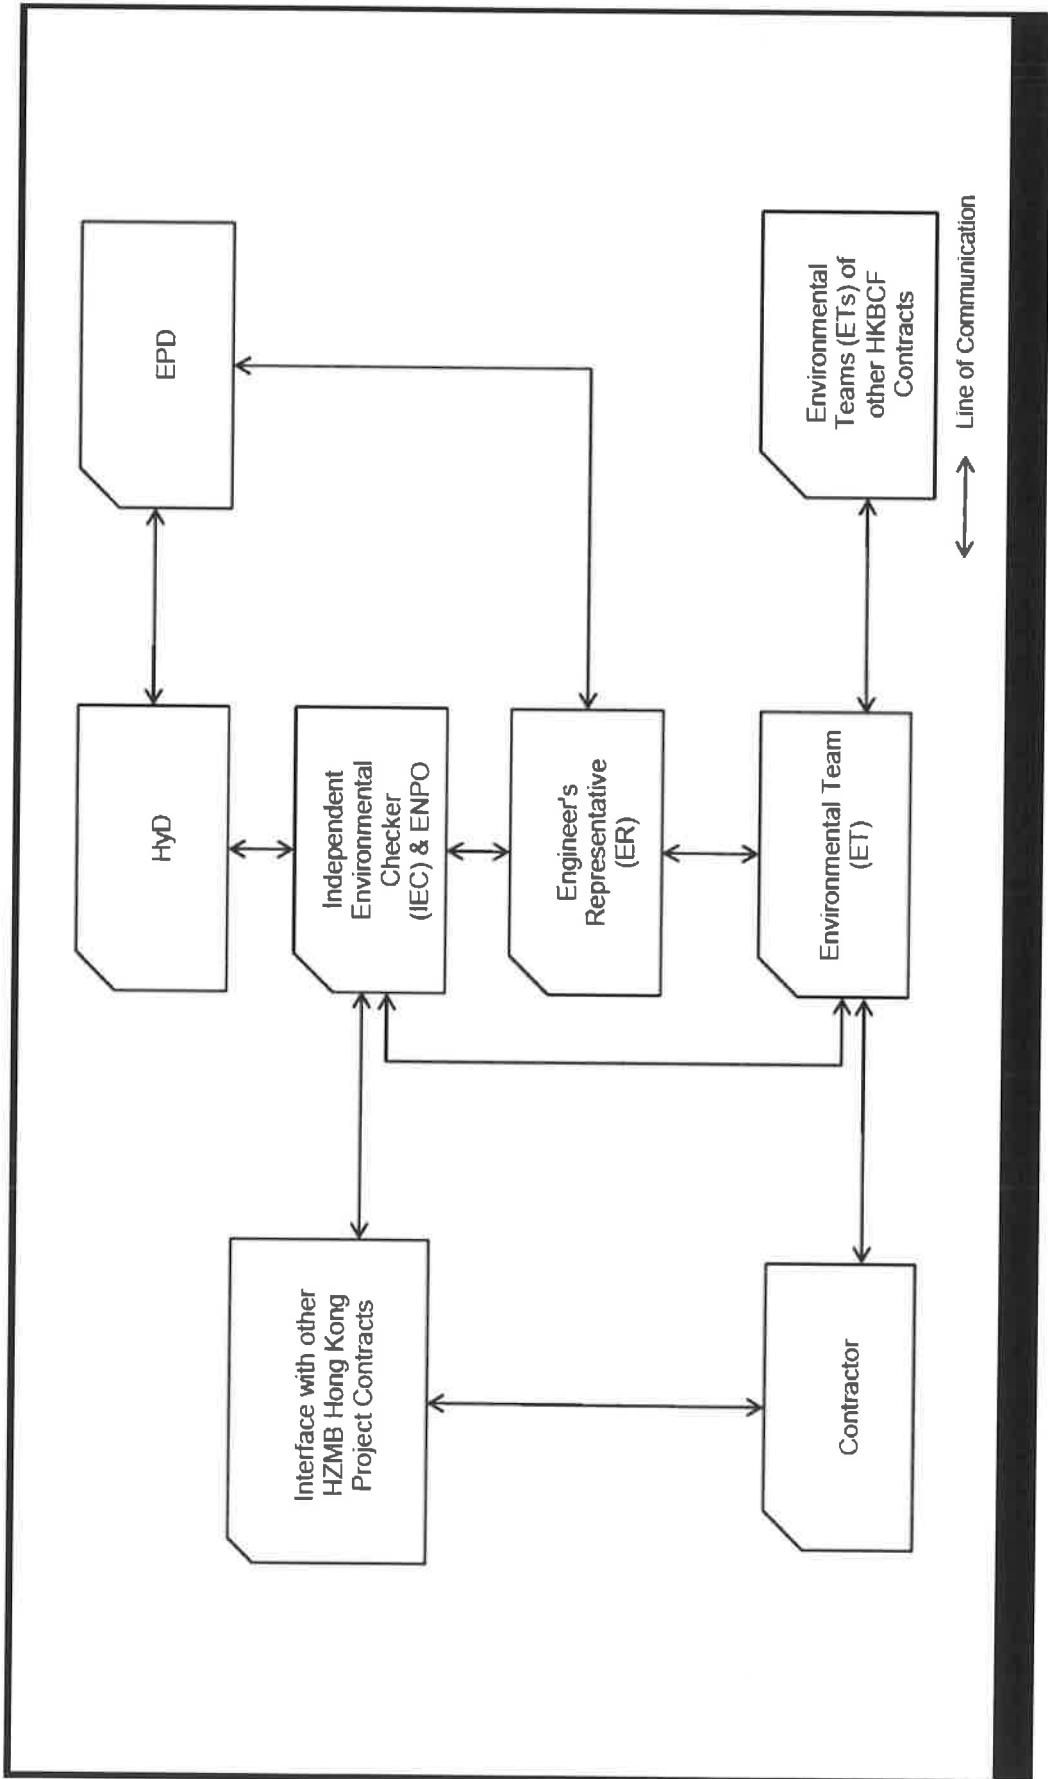 HyD
EPD
Interface with other
HZMB Hong Kong
Project Contracts
Independent
Environmental
Checker
(IEC) & ENPO
Engineer's
Representative
(ER)
Contractor
Environmental Team
(ET)
Environmental
Teams (ETs) of
other HKBCF
Contracts
Line of Communication